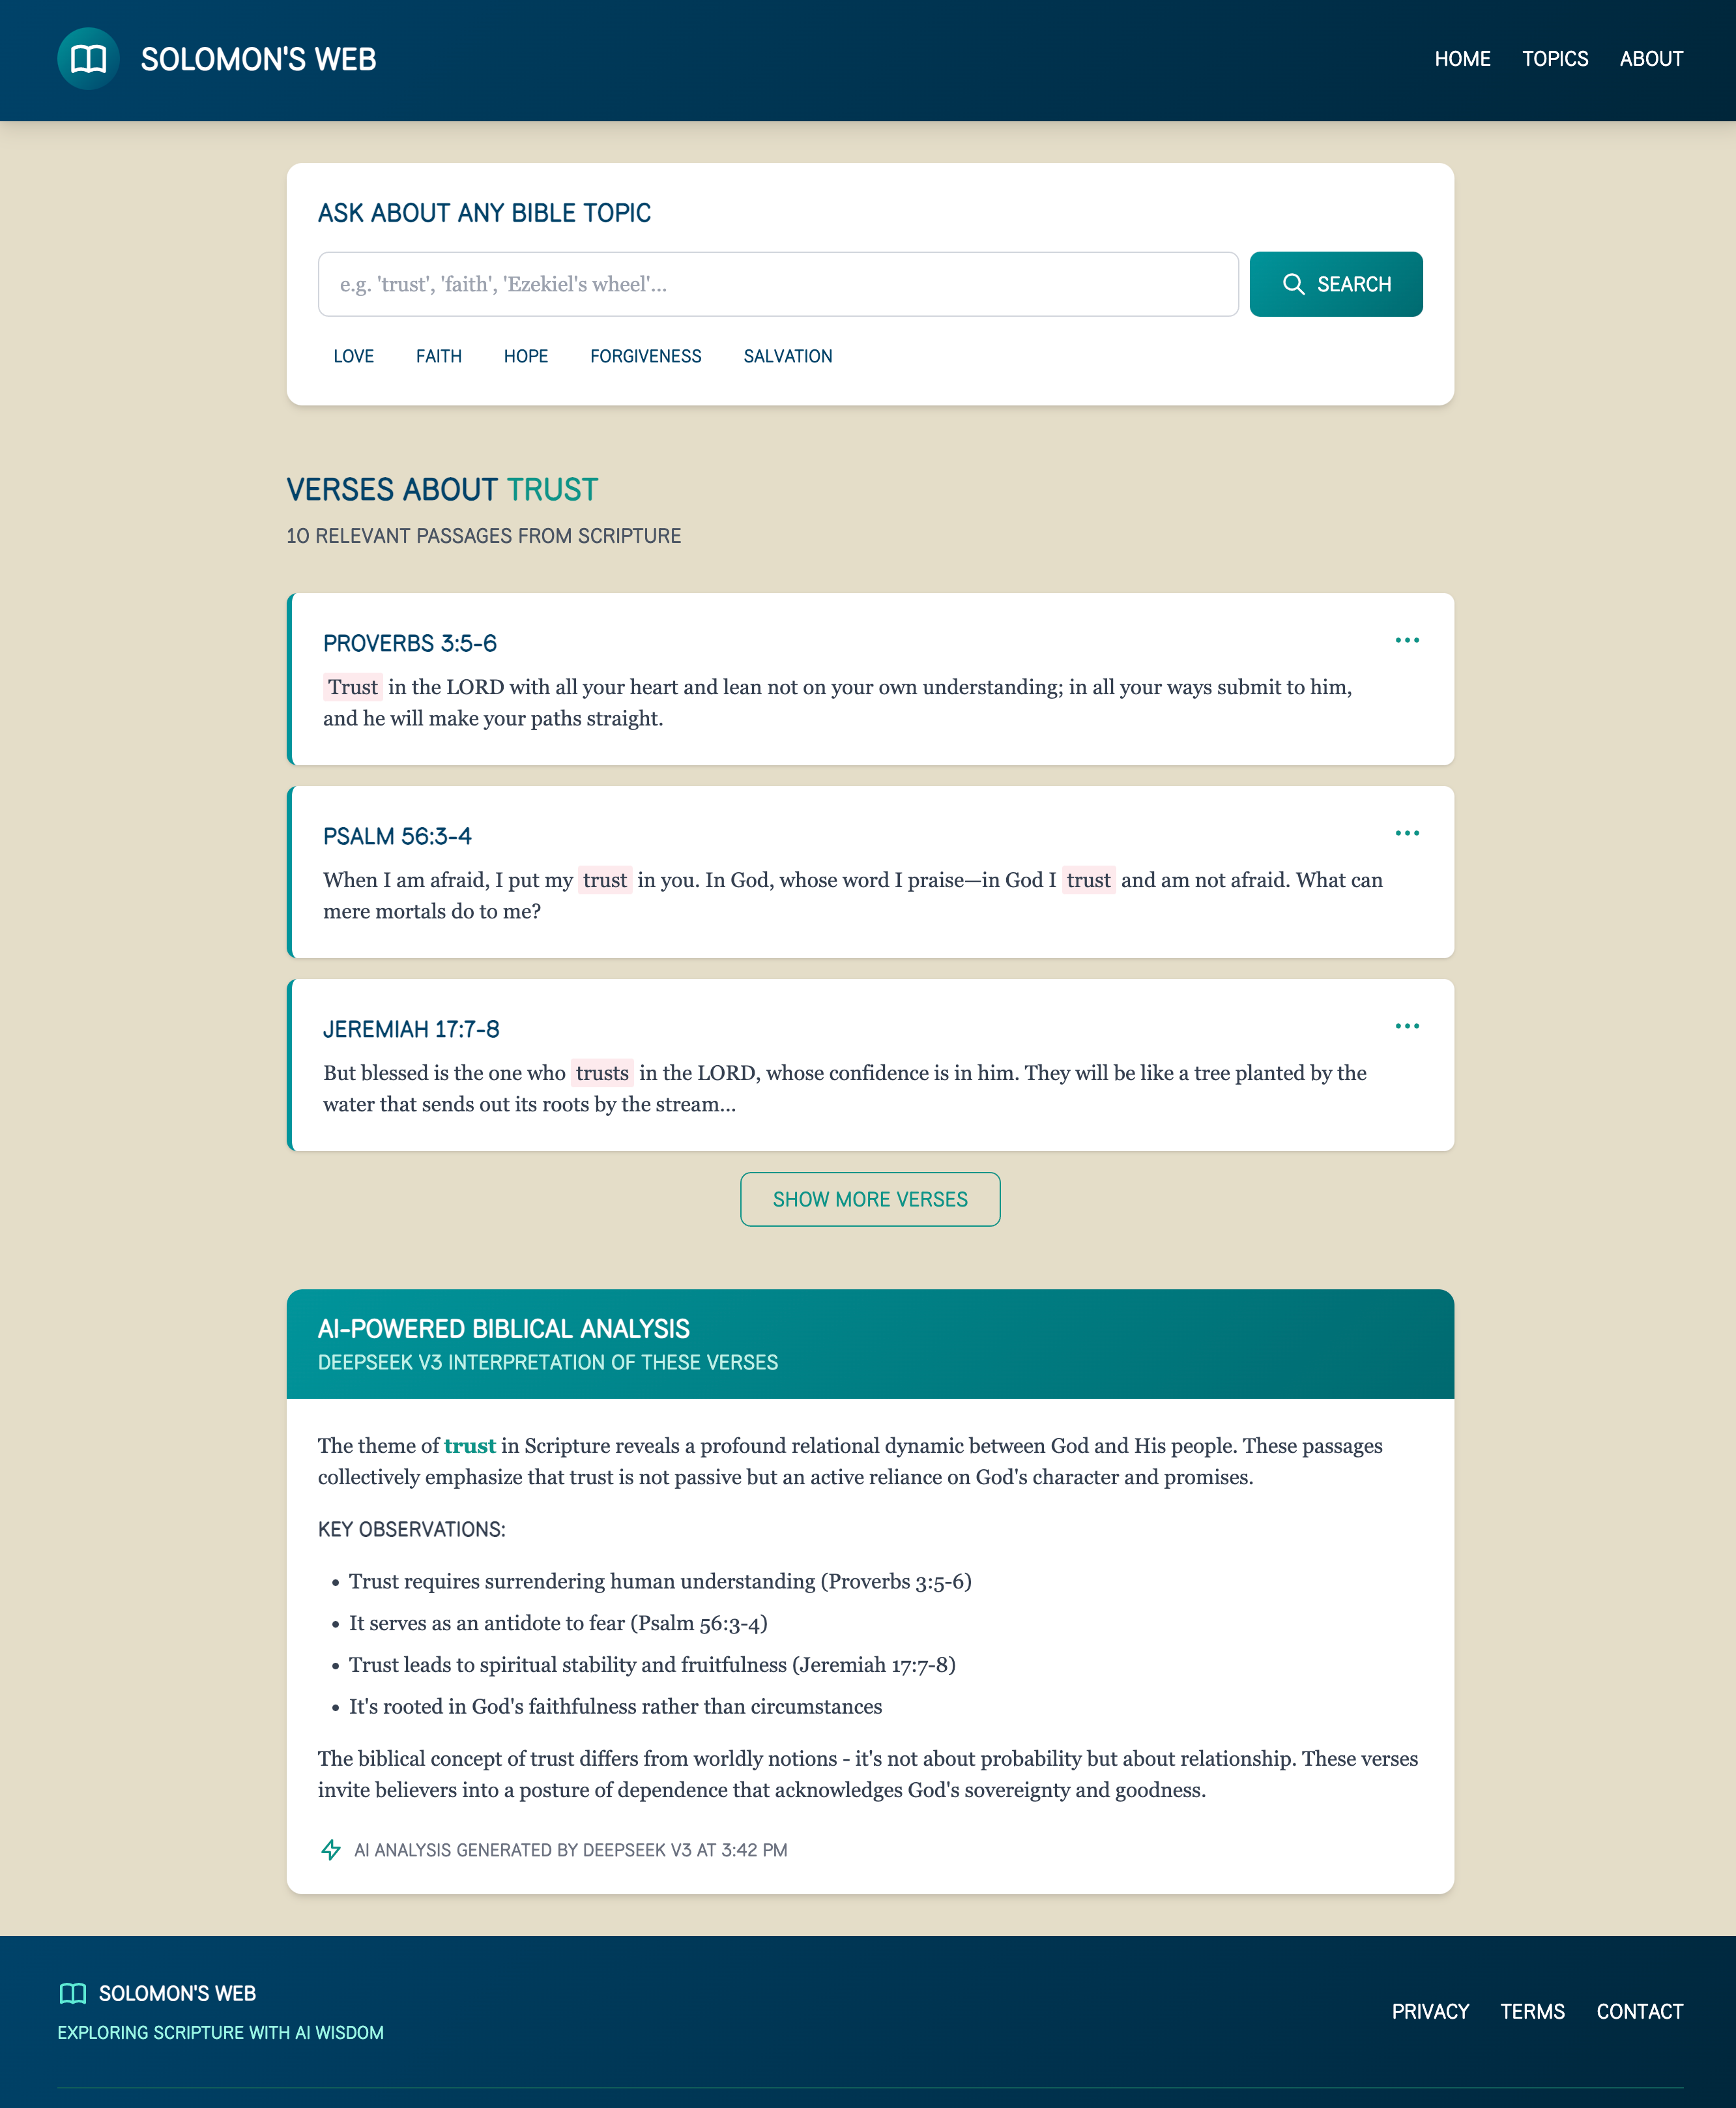 SOLOMON'S WEB
HOME TOPICS ABOUT
ASK ABOUT ANY BIBLE TOPIC
e.g. 'trust', 'faith', 'Ezekiel's wheel'...
SEARCH
LOVE FAITH HOPE FORGIVENESS SALVATION
VERSES ABOUT TRUST
10 RELEVANT PASSAGES FROM SCRIPTURE
PROVERBS 3:5-6
Trust in the LORD with all your heart and lean not on your own understanding; in all your ways submit to him,
and he will make your paths straight.
PSALM 56:3-4
When I am afraid, I put my trust in you. In God, whose word I praise—in God I trust and am not afraid. What can
mere mortals do to me?
JEREMIAH 17:7-8
But blessed is the one who trusts in the LORD, whose confidence is in him. They will be like a tree planted by the
water that sends out its roots by the stream...
SHOW MORE VERSES
AI-POWERED BIBLICAL ANALYSIS
DEEPSEEK V3 INTERPRETATION OF THESE VERSES
The theme of trust in Scripture reveals a profound relational dynamic between God and His people. These passages
collectively emphasize that trust is not passive but an active reliance on God's character and promises.
KEY OBSERVATIONS:
• Trust requires surrendering human understanding (Proverbs 3:5-6)
• It serves as an antidote to fear (Psalm 56:3-4)
• Trust leads to spiritual stability and fruitfulness (Jeremiah 17:7-8)
• It's rooted in God's faithfulness rather than circumstances
The biblical concept of trust differs from worldly notions - it's not about probability but about relationship. These verses
invite believers into a posture of dependence that acknowledges God's sovereignty and goodness.
AI ANALYSIS GENERATED BY DEEPSEEK V3 AT 3:42 PM
SOLOMON'S WEB
EXPLORING SCRIPTURE WITH AI WISDOM
PRIVACY TERMS CONTACT